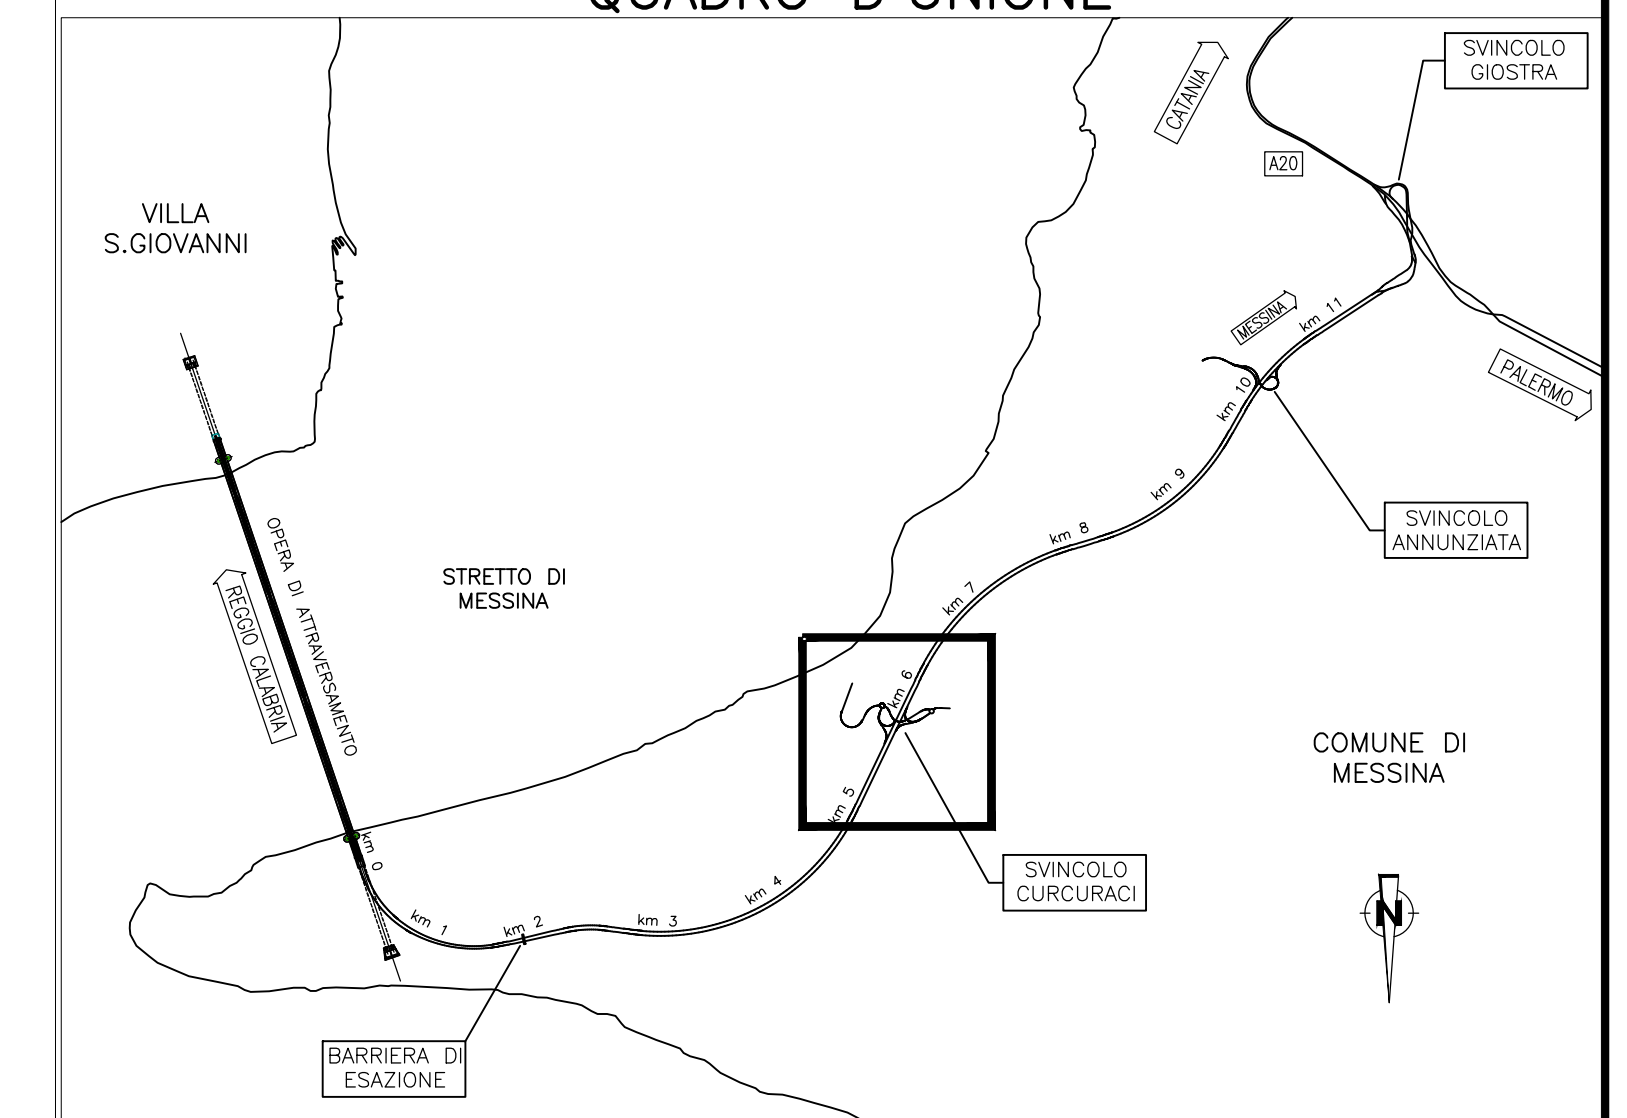 QUADRO D'UNIONE
SVINCOLO
GIOSTRA
CATANIA
A20
VILLA
S.GIOVANNI
MESSINA
km 11
PALERMO
km 10
km 9
SVINCOLO
ANNUNZIATA
km 8
OPERA DI ATTRAVERSAMENTO
REGGIO CALABRIA
STRETTO DI
MESSINA
km 7
km 6
COMUNE DI
MESSINA
km 5
km 0
SVINCOLO
CURCURACI
km 4
km 3
km 2
km 1
N
BARRIERA DI
ESAZIONE